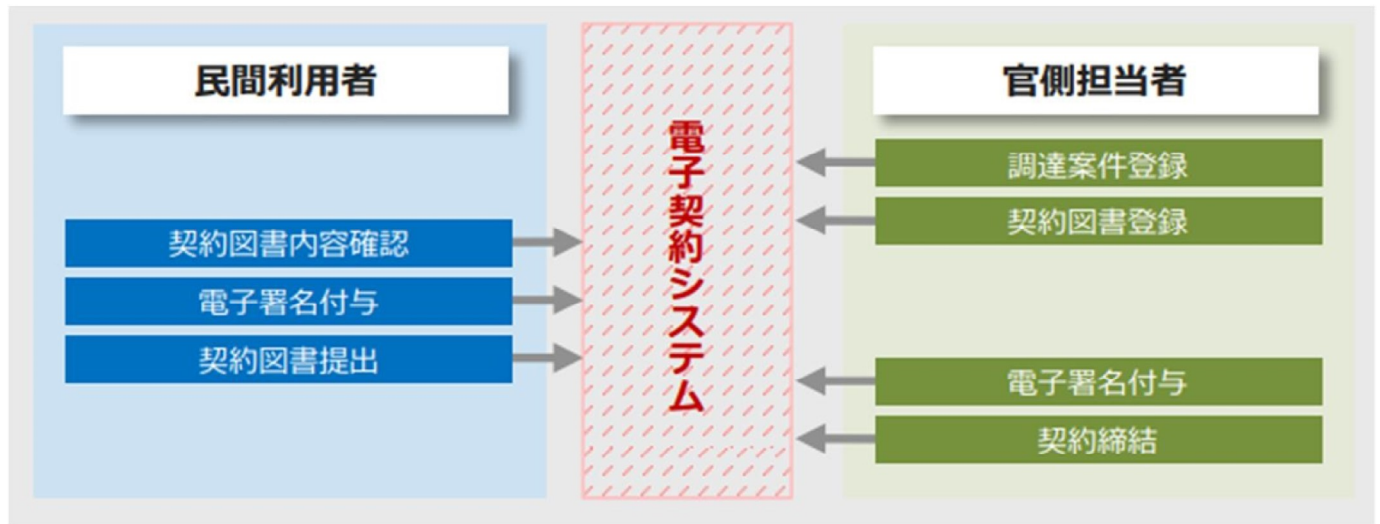 民間利用者
契約図書内容確認
電子署名付与
契約図書提出
電子契約システム
官側担当者
調達案件登録
契約図書登録
電子署名付与
契約締結